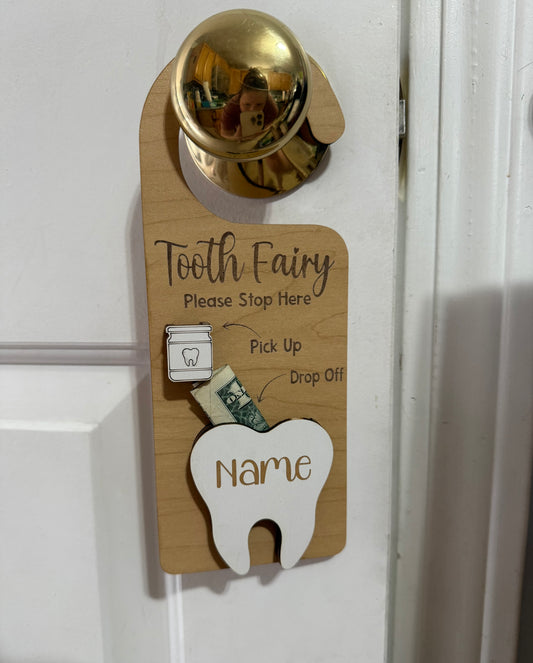 Tooth Fairy
Please Stop Here
Pick Up
Drop Off
Name